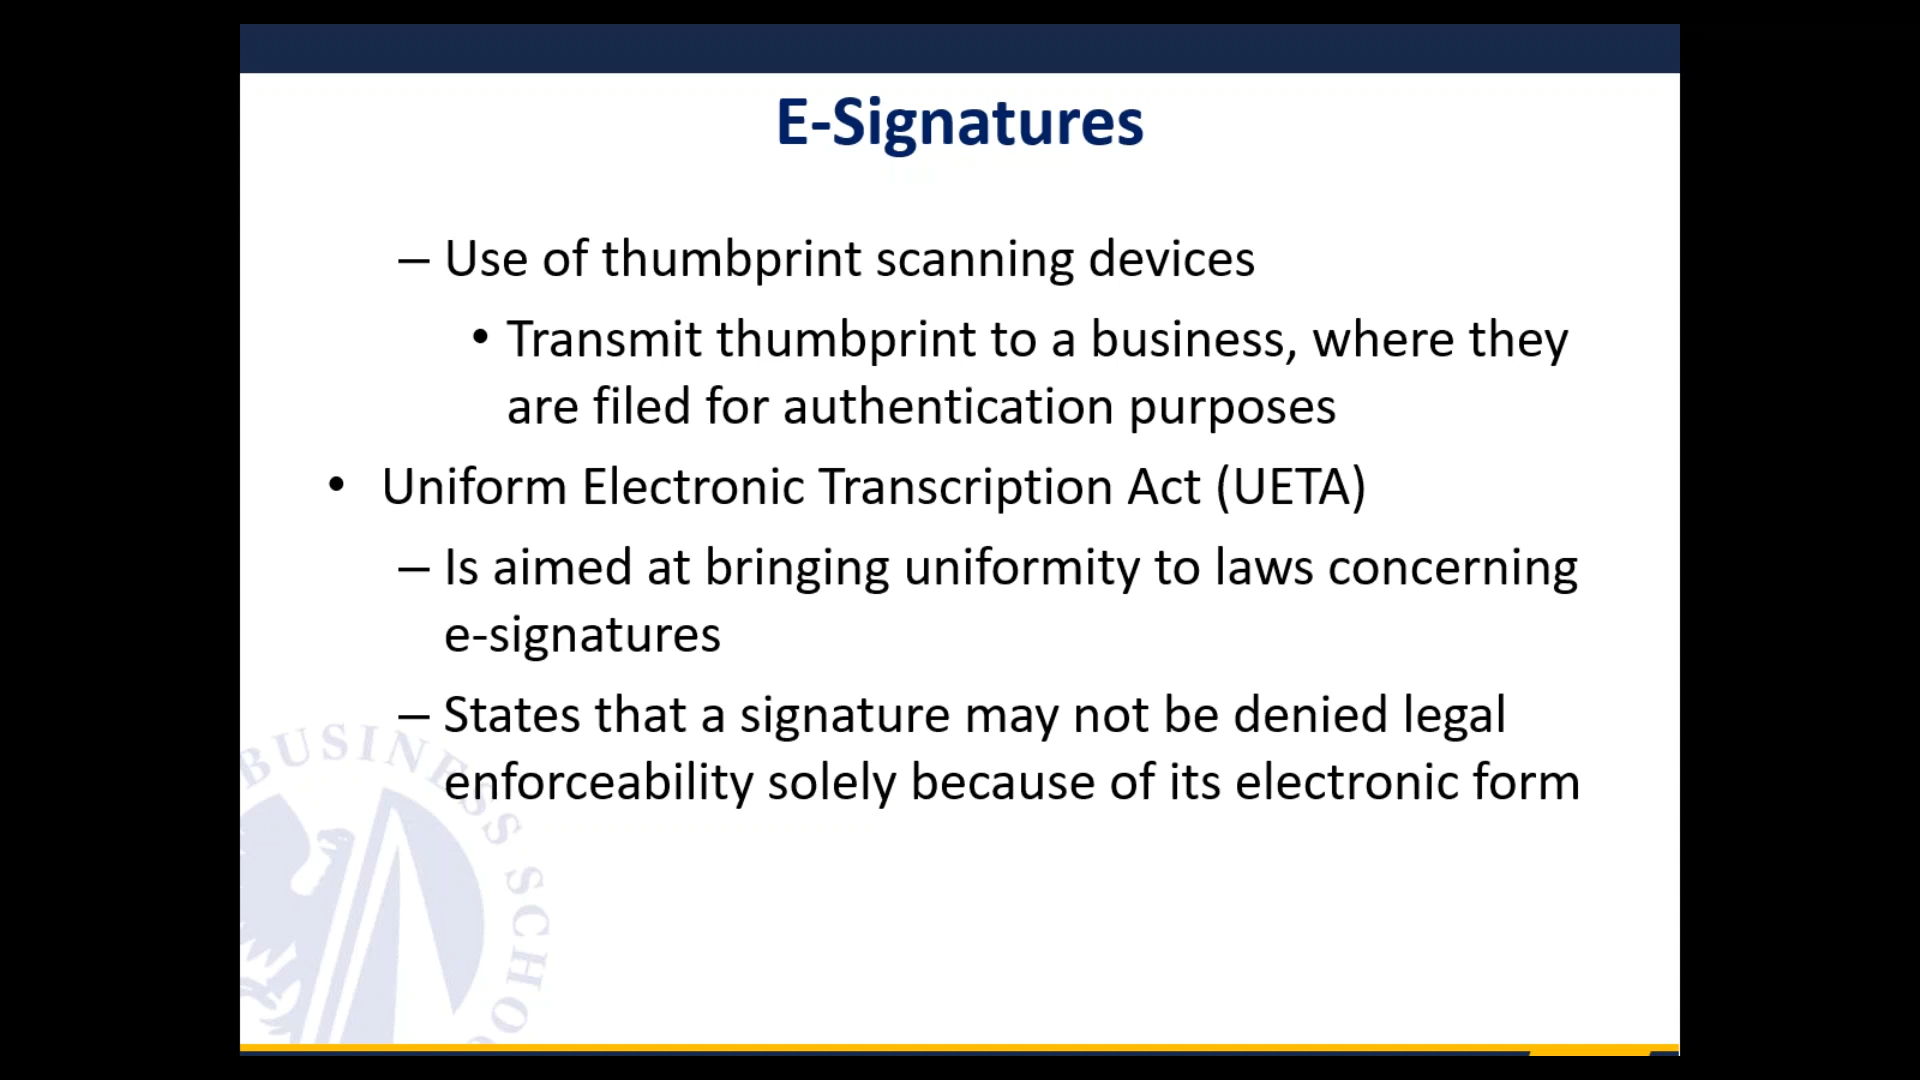 E-Signatures
– Use of thumbprint scanning devices
• Transmit thumbprint to a business, where they
are filed for authentication purposes
• Uniform Electronic Transcription Act (UETA)
– Is aimed at bringing uniformity to laws concerning
e-signatures
– States that a signature may not be denied legal
enforceability solely because of its electronic form
BUSINESS SCHO